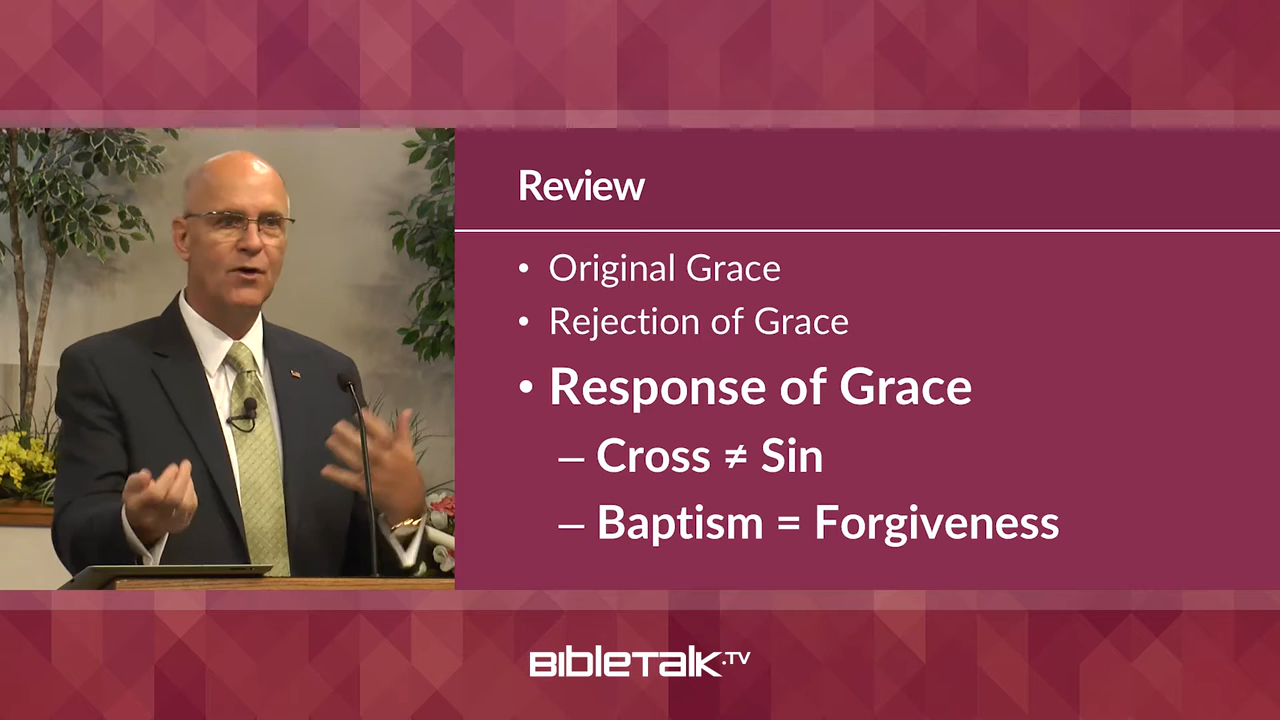 Review
• Original Grace
• Rejection of Grace
• Response of Grace
– Cross ≠ Sin
– Baptism = Forgiveness
BIBLETALK.TV